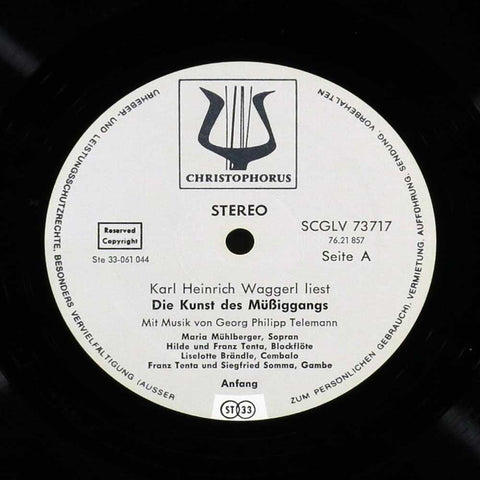 CHRISTOPHORUS
STEREO
Reserved
Copyright
Ste 33-061 044
SCGLV 73717
76.21 857
Seite A
Karl Heinrich Waggerl liest
Die Kunst des Müßiggangs
Mit Musik von Georg Philipp Telemann
Maria Mühlberger, Sopran
Hilde und Franz Tenta, Blockflöte
Liselotte Brändle, Cembalo
Franz Tenta und Siegfried Somma, Gambe
Anfang
ST 33
URHEBER- UND LEISTUNGSSCHUTZRECHTE, BESONDERS VERVIELFÄLTIGUNG (AUSSER
ZUM PERSÖNLICHEN GEBRAUCH), VERMIETUNG, AUFFÜHRUNG, SENDUNG, VORBEHALTEN